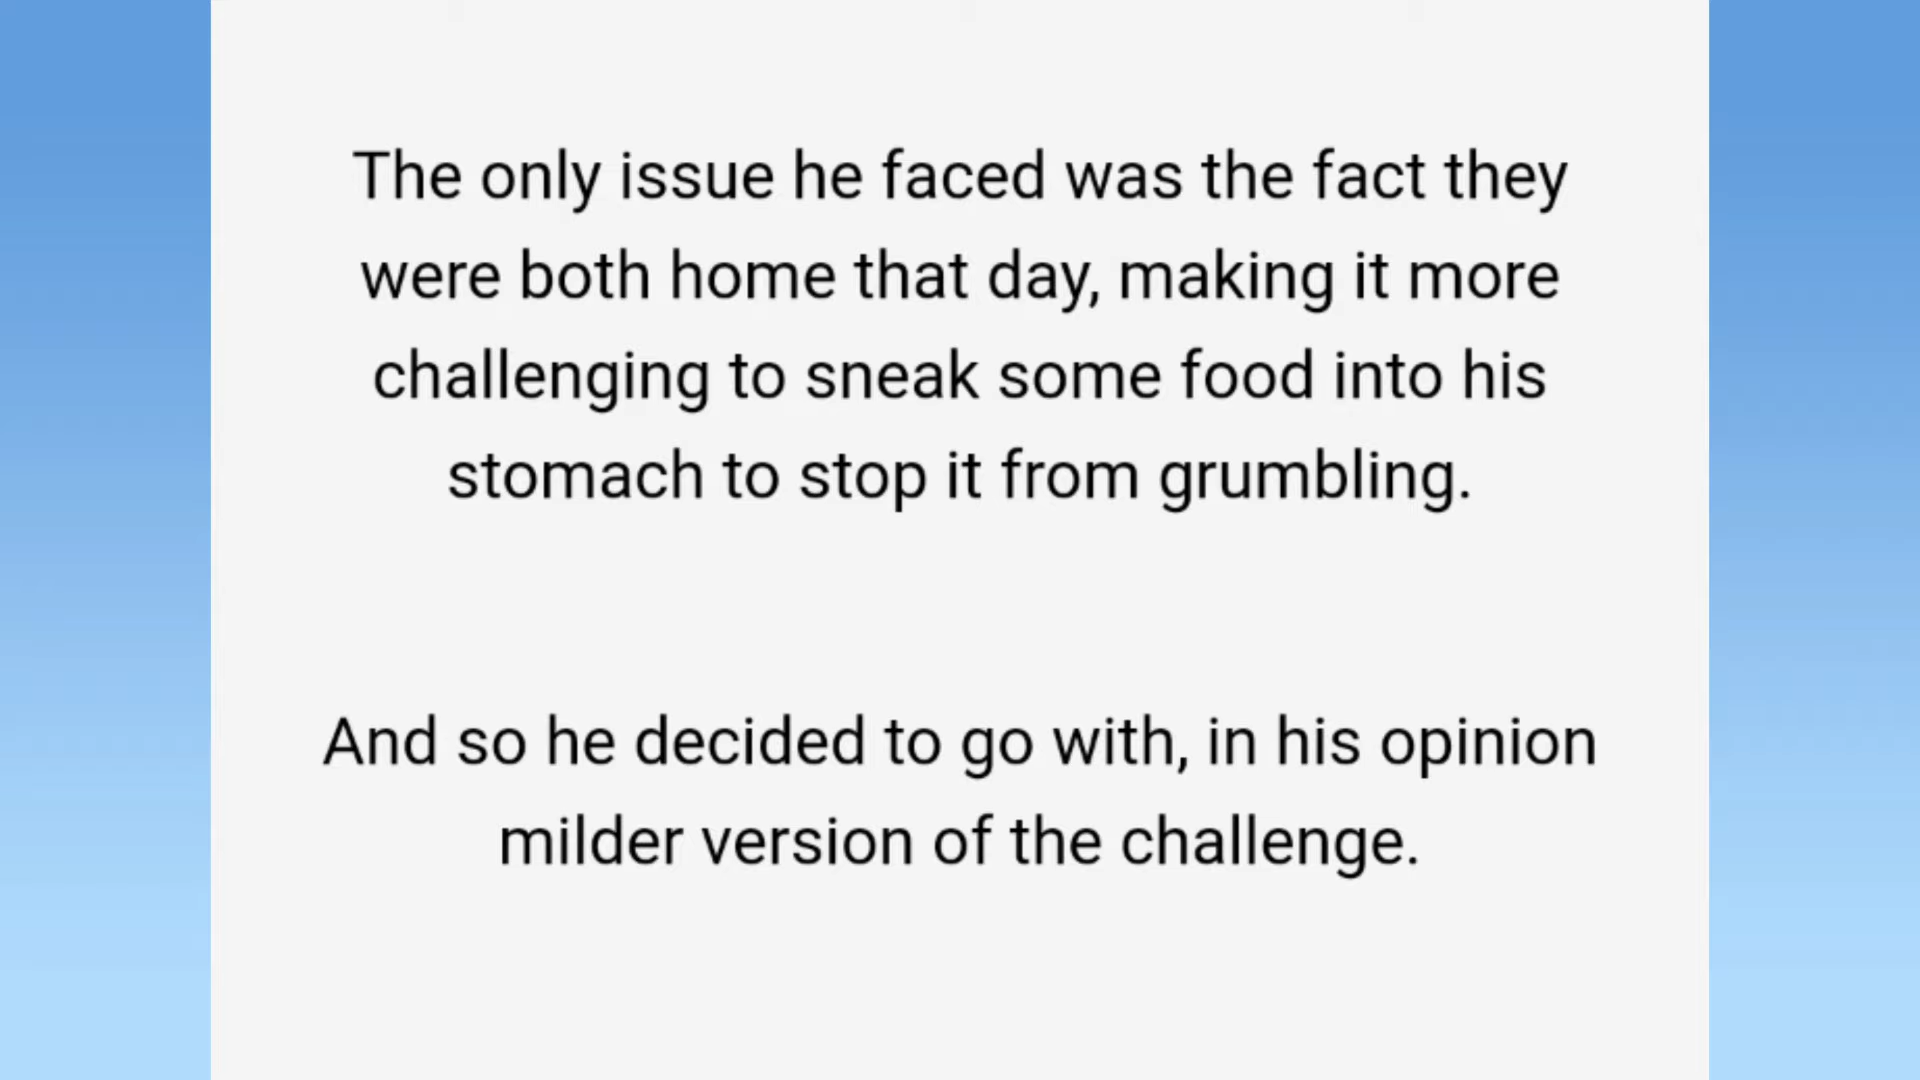 The only issue he faced was the fact they
were both home that day, making it more
challenging to sneak some food into his
stomach to stop it from grumbling.
And so he decided to go with, in his opinion
milder version of the challenge.